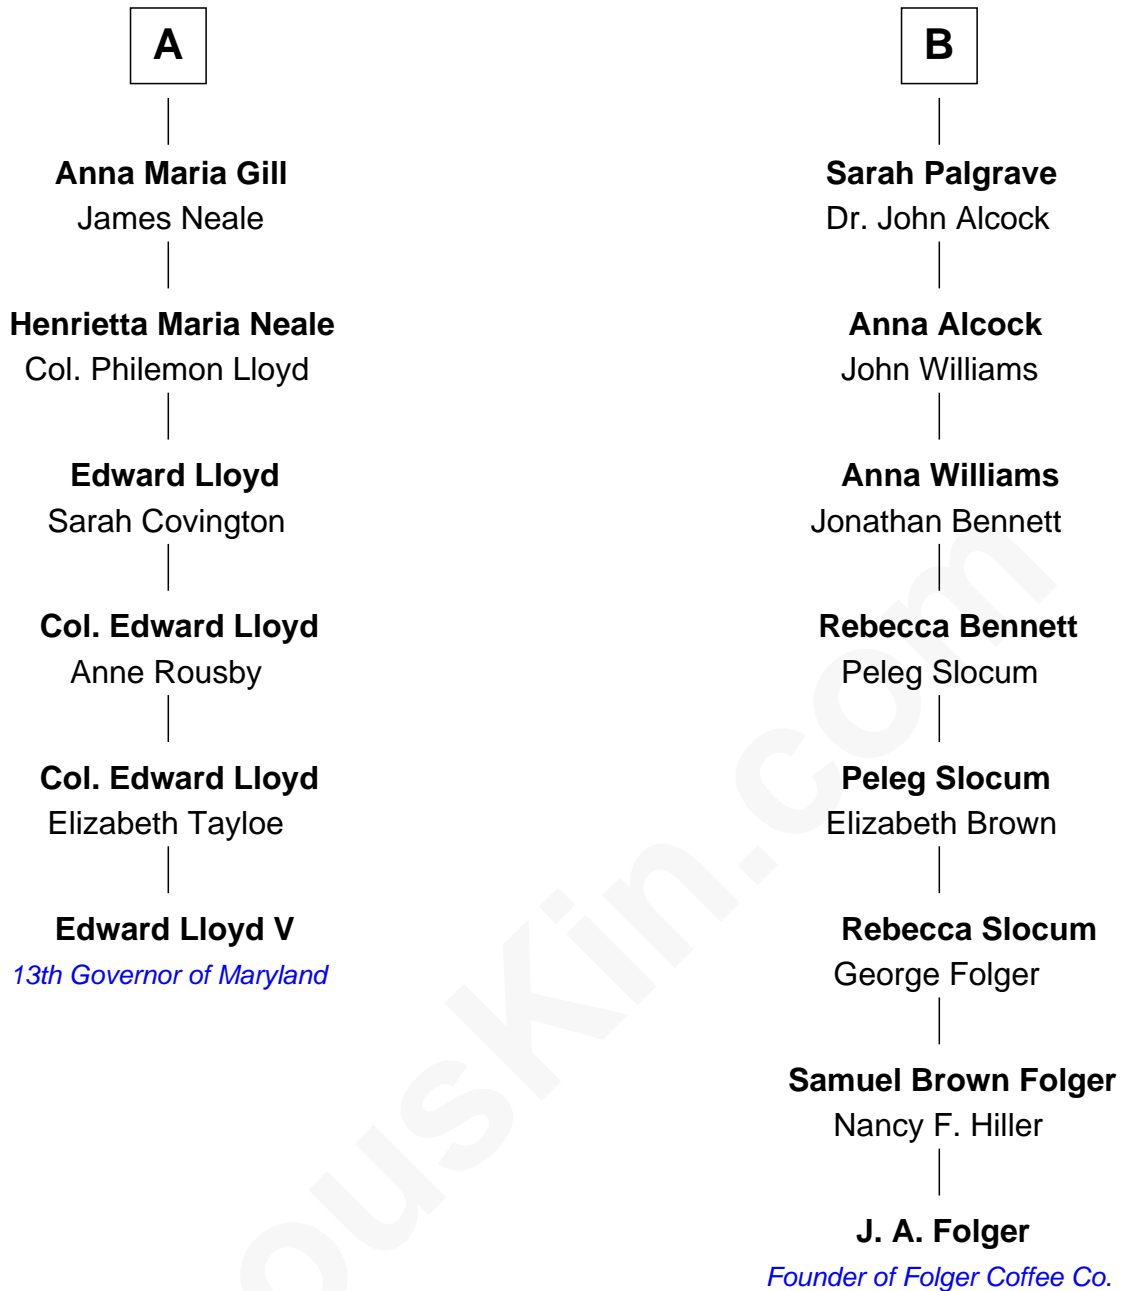 A
Anna Maria Gill
James Neale
Henrietta Maria Neale
Col. Philemon Lloyd
Edward Lloyd
Sarah Covington
Col. Edward Lloyd
Anne Rousby
Col. Edward Lloyd
Elizabeth Tayloe
Edward Lloyd V
13th Governor of Maryland
B
Sarah Palgrave
Dr. John Alcock
Anna Alcock
John Williams
Anna Williams
Jonathan Bennett
Rebecca Bennett
Peleg Slocum
Peleg Slocum
Elizabeth Brown
Rebecca Slocum
George Folger
Samuel Brown Folger
Nancy F. Hiller
J. A. Folger
Founder of Folger Coffee Co.
ousKin.com